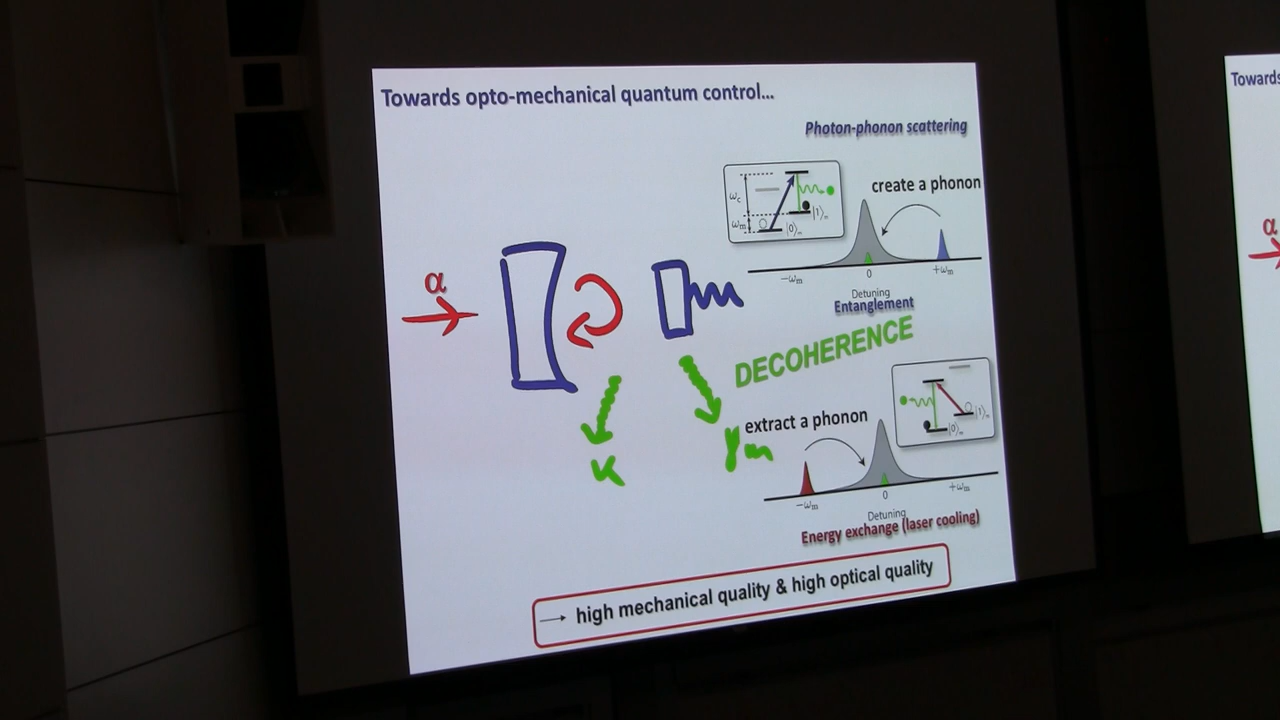 Towards opto-mechanical quantum control...
Photon-phonon scattering
create a phonon
ω_c
ω_m
|0⟩_m
|1⟩_m
−ω_m
0
+ω_m
Detuning
Entanglement
α
DECOHERENCE
κ
γ_m
extract a phonon
|1⟩_m
|0⟩_m
−ω_m
0
+ω_m
Detuning
Energy exchange (laser cooling)
→ high mechanical quality & high optical quality
Towards
α